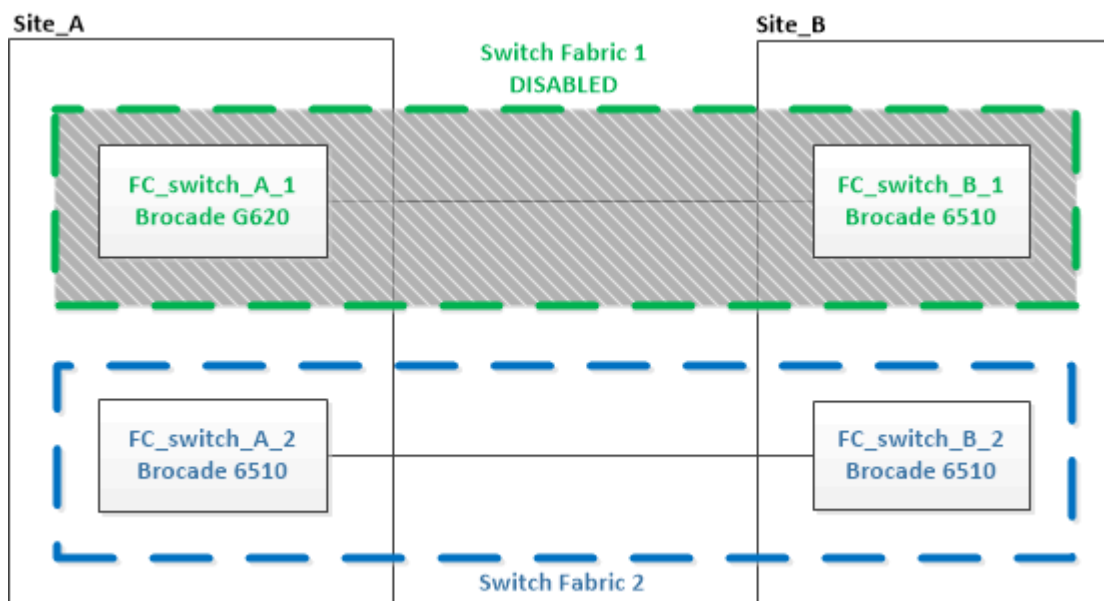 Site_A
Site_B
Switch Fabric 1
DISABLED
FC_switch_A_1
Brocade G620
FC_switch_B_1
Brocade 6510
FC_switch_A_2
Brocade 6510
FC_switch_B_2
Brocade 6510
Switch Fabric 2